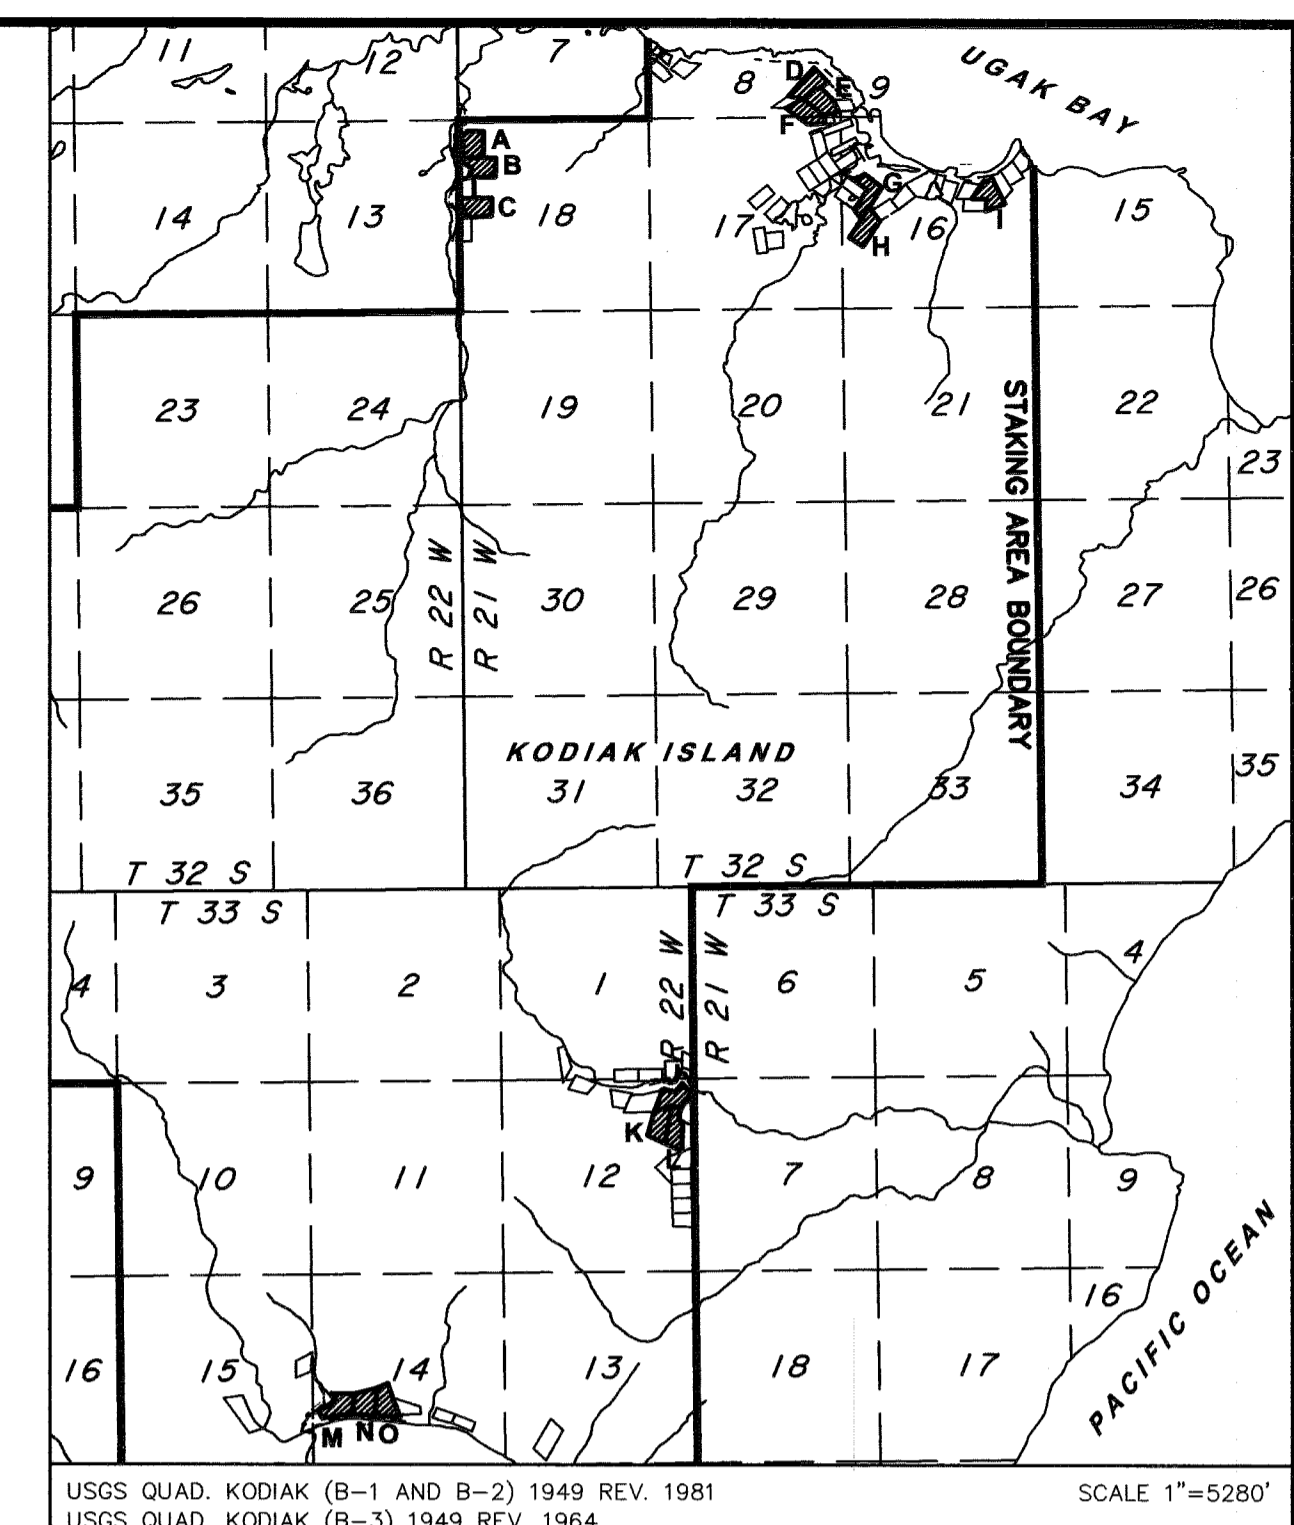 11 12 7 8 9
UGAK BAY
D E
F
A
B
C
G
H
I
14 13 18 17 16 15
23 24 19 20 21 22
23
STAKING AREA BOUNDARY
R 22 W
R 21 W
26 25 30 29 28 27 26
KODIAK ISLAND
35 36 31 32 33 34 35
T 32 S T 32 S
T 33 S T 33 S
R 22 W
R 21 W
4 3 2 1 6 5 4
J
K
9 10 11 12 7 8 9
PACIFIC OCEAN
16
16 15 14 13 18 17
M N O
USGS QUAD. KODIAK (B-1 AND B-2) 1949 REV. 1981 SCALE 1"=5280'
USGS QUAD. KODIAK (B-3) 1949 REV. 1964